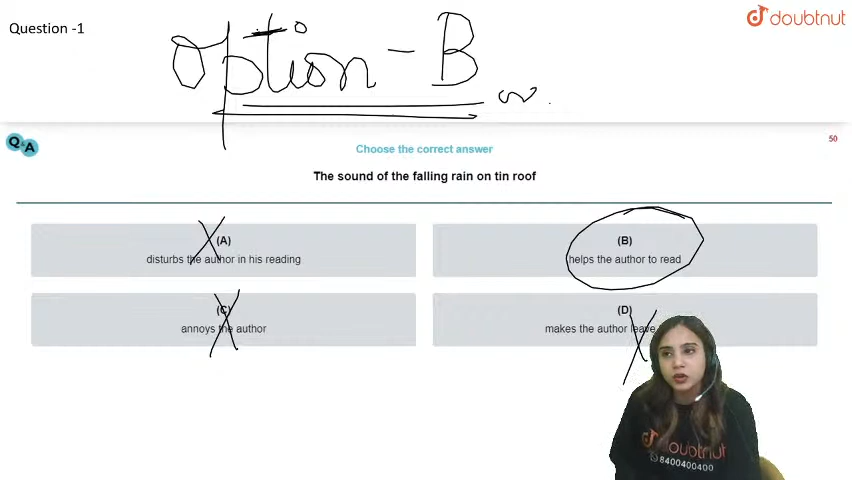 Question -1
doubtnut
Option - B
Q&A
50
Choose the correct answer
The sound of the falling rain on tin roof
(A)
disturbs the author in his reading
(B)
helps the author to read
(C)
annoys the author
(D)
makes the author leave
doubtnut
8400400400